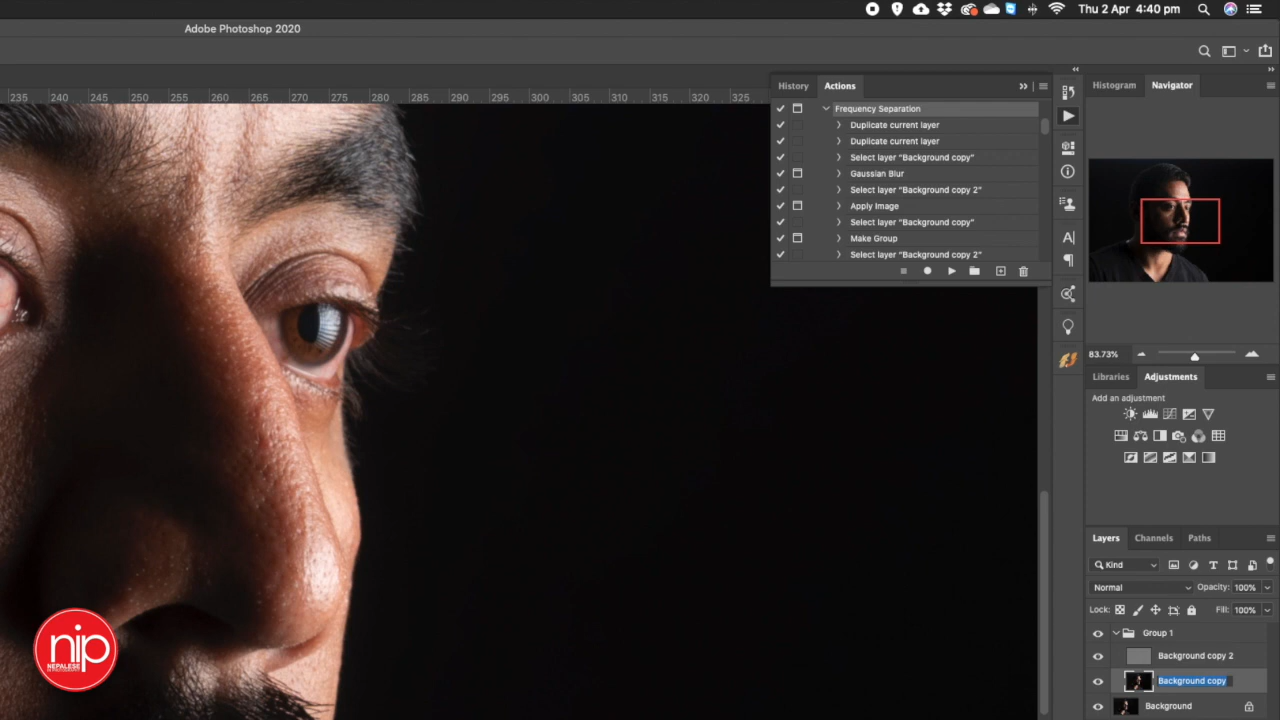 Thu 2 Apr 4:40 pm
Adobe Photoshop 2020
235 240 245 250 255 260 265 270 275 280 285 290 295 300 305 310 315 320 325
History Actions
Histogram Navigator
Frequency Separation
Duplicate current layer
Duplicate current layer
Select layer “Background copy”
Gaussian Blur
Select layer “Background copy 2”
Apply Image
Select layer “Background copy”
Make Group
Select layer “Background copy 2”
83.73%
Libraries Adjustments
Add an adjustment
Layers Channels Paths
Kind
Normal Opacity: 100%
Lock: Fill: 100%
Group 1
Background copy 2
Background copy
Background
nip
NEPALESE
IN PHOTOGRAPHY